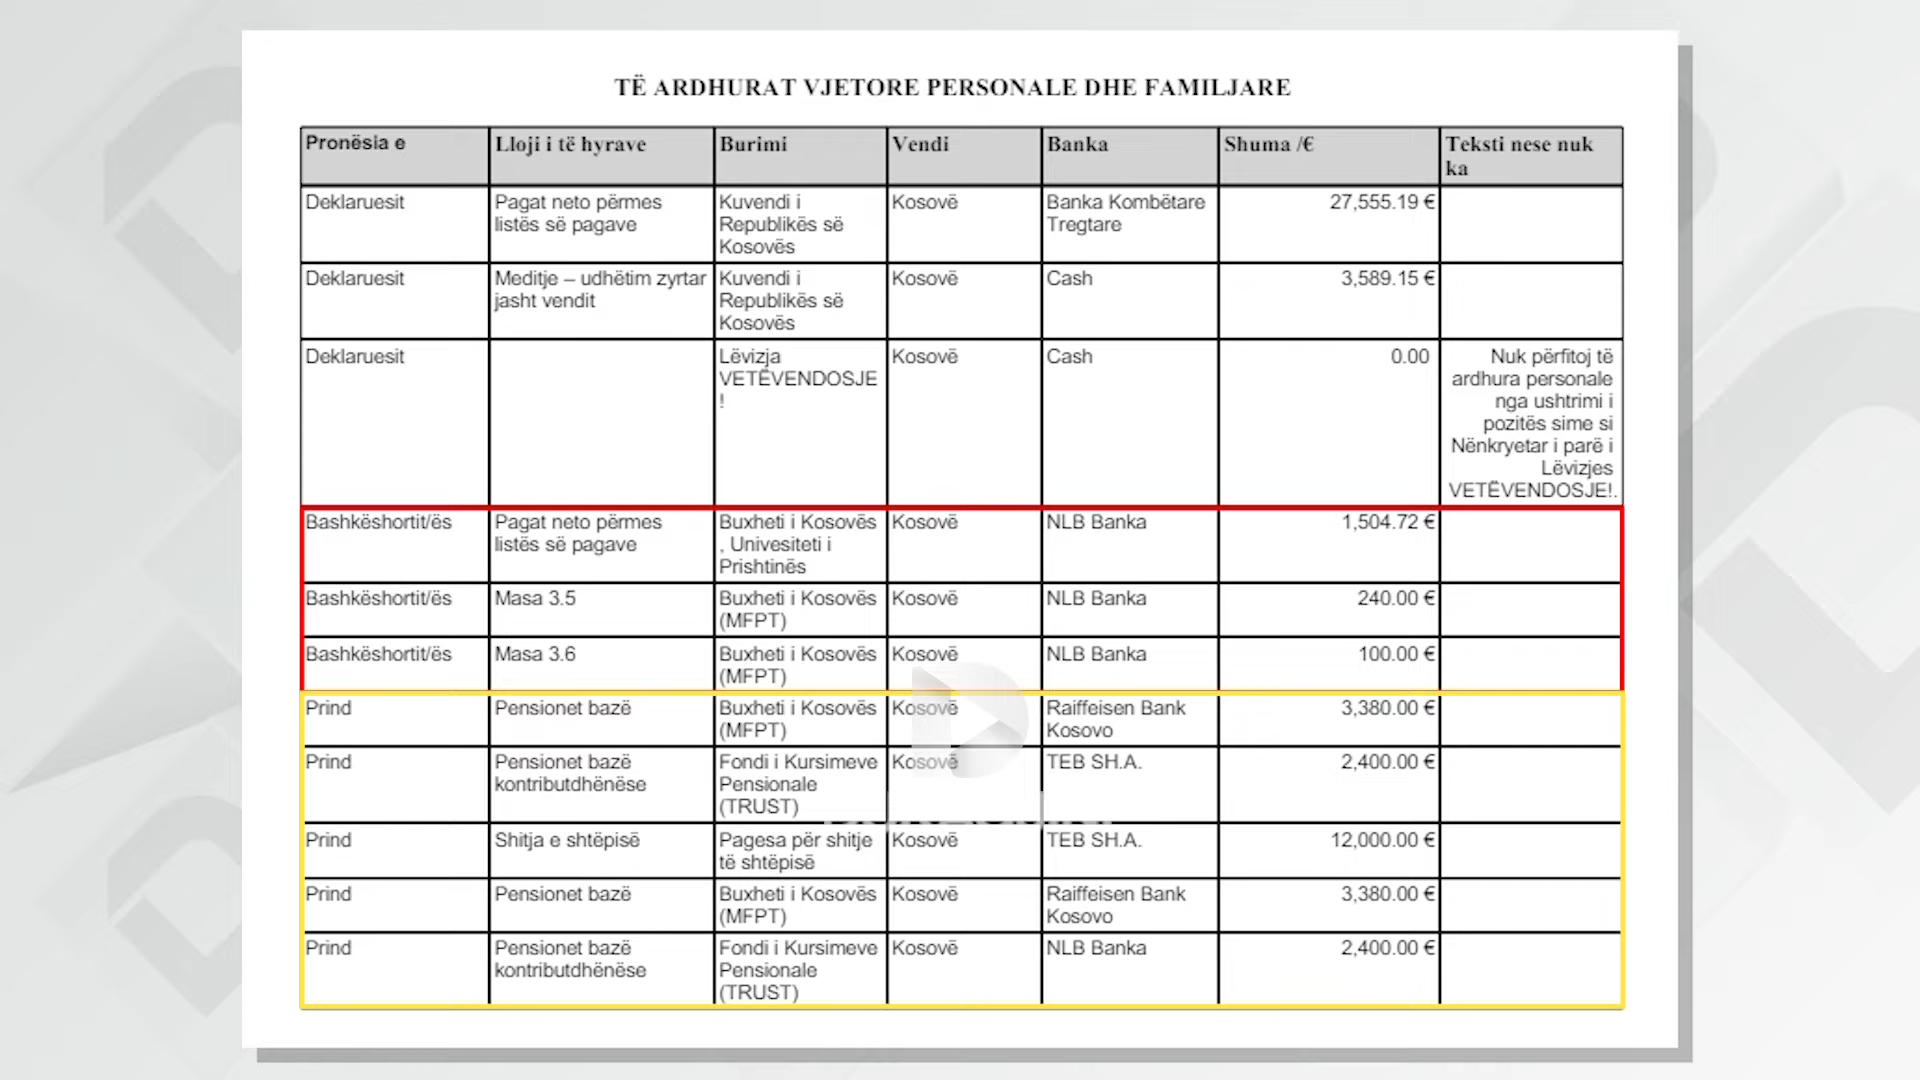 TË ARDHURAT VJETORE PERSONALE DHE FAMILJARE
Pronësia e
Lloji i të hyrave
Burimi
Vendi
Banka
Shuma /€
Teksti nese nuk
ka
Deklaruesit
Pagat neto përmes
listës së pagave
Kuvendi i
Republikës së
Kosovës
Kosovë
Banka Kombëtare
Tregtare
27,555.19 €
Deklaruesit
Meditje – udhëtim zyrtar
jasht vendit
Kuvendi i
Republikës së
Kosovës
Kosovë
Cash
3,589.15 €
Deklaruesit
Lëvizja
VETËVENDOSJE
!
Kosovë
Cash
0.00
Nuk përfitoj të
ardhura personale
nga ushtrimi i
pozitës sime si
Nënkryetar i parë i
Lëvizjes
VETËVENDOSJE!.
Bashkëshortit/ës
Pagat neto përmes
listës së pagave
Buxheti i Kosovës
, Univesiteti i
Prishtinës
Kosovë
NLB Banka
1,504.72 €
Bashkëshortit/ës
Masa 3.5
Buxheti i Kosovës
(MFPT)
Kosovë
NLB Banka
240.00 €
Bashkëshortit/ës
Masa 3.6
Buxheti i Kosovës
(MFPT)
Kosovë
NLB Banka
100.00 €
Prind
Pensionet bazë
Buxheti i Kosovës
(MFPT)
Kosovë
Raiffeisen Bank
Kosovo
3,380.00 €
Prind
Pensionet bazë
kontributdhënëse
Fondi i Kursimeve
Pensionale
(TRUST)
Kosovë
TEB SH.A.
2,400.00 €
Prind
Shitja e shtëpisë
Pagesa për shitje
të shtëpisë
Kosovë
TEB SH.A.
12,000.00 €
Prind
Pensionet bazë
Buxheti i Kosovës
(MFPT)
Kosovë
Raiffeisen Bank
Kosovo
3,380.00 €
Prind
Pensionet bazë
kontributdhënëse
Fondi i Kursimeve
Pensionale
(TRUST)
Kosovë
NLB Banka
2,400.00 €